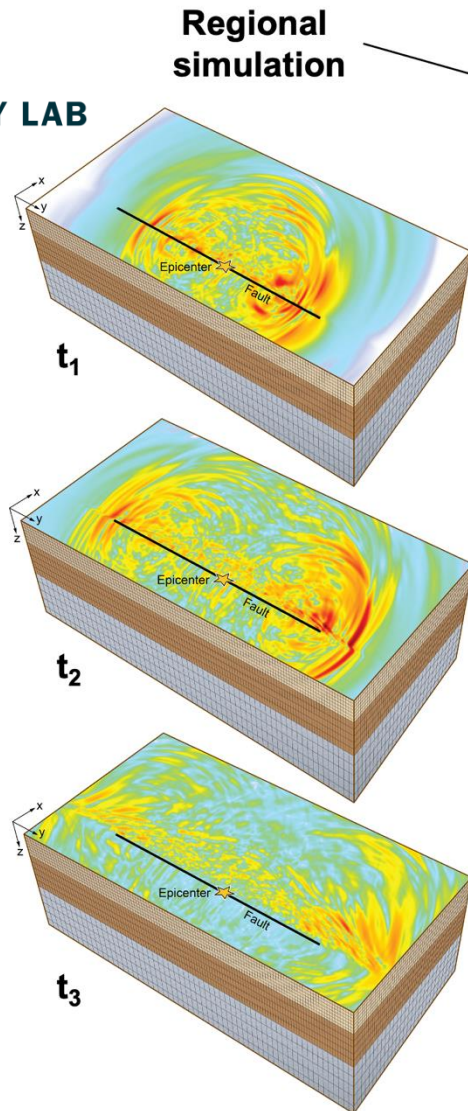 Regional
simulation
Y LAB
x
y
z
Epicenter
Fault
t₁
x
y
z
Epicenter
Fault
t₂
x
y
z
Epicenter
Fault
t₃